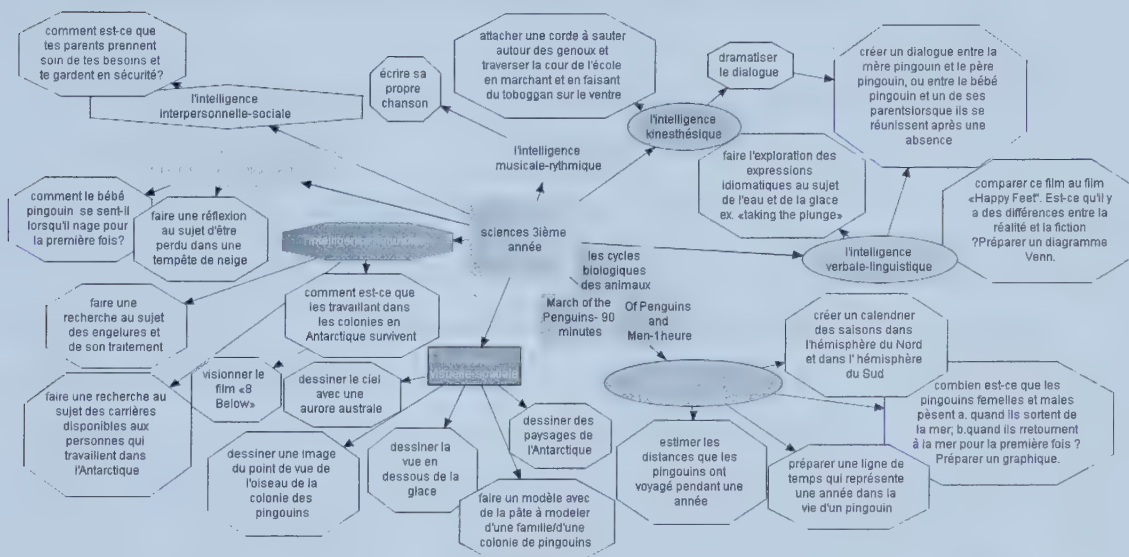 comment est-ce que
tes parents prennent
soin de tes besoins et
te gardent en sécurité?
l'intelligence
interpersonnelle-sociale
écrire sa
propre
chanson
l'intelligence
musicale-rythmique
attacher une corde à sauter
autour des genoux et
traverser la cour de l'école
en marchant et en faisant
du toboggan sur le ventre
l'intelligence
kinesthésique
dramatiser
le dialogue
créer un dialogue entre la
mère pingouin et le père
pingouin, ou entre le bébé
pingouin et un de ses
parentslorsque ils se
réunissent après une
absence
faire l'exploration des
expressions
idiomatiques au sujet
de l'eau et de la glace
ex. «taking the plunge»
comparer ce film au film
«Happy Feet". Est-ce qu'il y
a des différences entre la
réalité et la fiction
?Préparer un diagramme
Venn.
l'intelligence
verbale-linguistique
comment le bébé
pingouin se sent-il
lorsqu'il nage pour
la première fois?
faire une réflexion
au sujet d'être
perdu dans une
tempête de neige
sciences 3ième
année
les cycles
biologiques
des animaux
March of the
Penguins- 90
minutes
Of Penguins
and
Men-1heure
faire une
recherche au sujet
des engelures et
de son traitement
comment est-ce que
les travaillant dans
les colonies en
Antarctique survivent
faire une recherche au
sujet des carrières
disponibles aux
personnes qui
travaillent dans
l'Antarctique
visionner le
film «8
Below»
dessiner le ciel
avec une
aurore australe
visuelle-spatiale
dessiner une image
du point de vue de
l'oiseau de la
colonie des
pingouins
dessiner la
vue en
dessous de la
glace
faire un modèle avec
de la pâte à modeler
d'une famille/d'une
colonie de pingouins
dessiner des
paysages de
l'Antarctique
estimer les
distances que les
pingouins ont
voyagé pendant une
année
préparer une ligne de
temps qui représente
une année dans la
vie d'un pingouin
créer un calendrier
des saisons dans
l'hémisphère du Nord
et dans l' hémisphère
du Sud
combien est-ce que les
pingouins femelles et males
pèsent a. quand ils sortent de
la mer; b.quand ils rretournent
à la mer pour la première fois ?
Préparer un graphique.